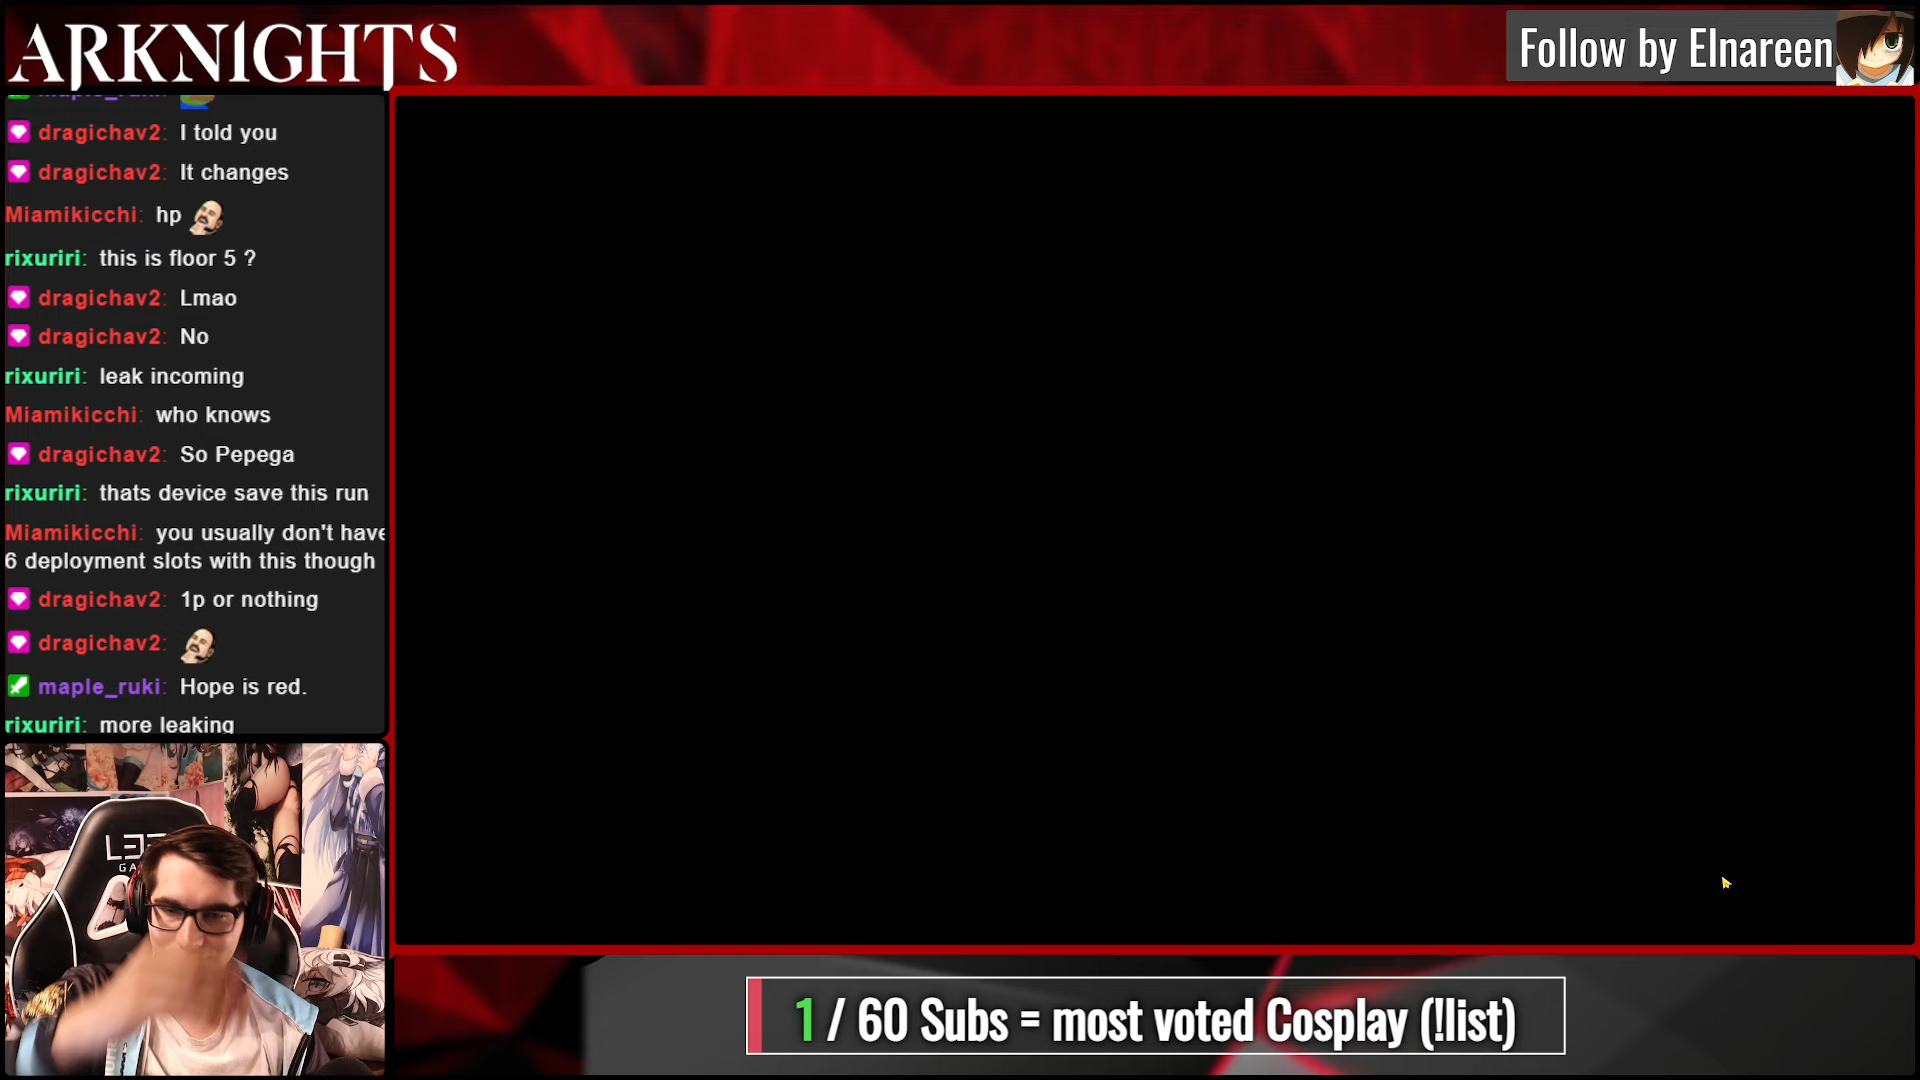 ARKNIGHTS
Follow by Elnareen
dragichav2: I told you
dragichav2: It changes
Miamikicchi: hp
rixuriri: this is floor 5 ?
dragichav2: Lmao
dragichav2: No
rixuriri: leak incoming
Miamikicchi: who knows
dragichav2: So Pepega
rixuriri: thats device save this run
Miamikicchi: you usually don't have
6 deployment slots with this though
dragichav2: 1p or nothing
dragichav2:
maple_ruki: Hope is red.
rixuriri: more leaking
1 / 60 Subs = most voted Cosplay (!list)